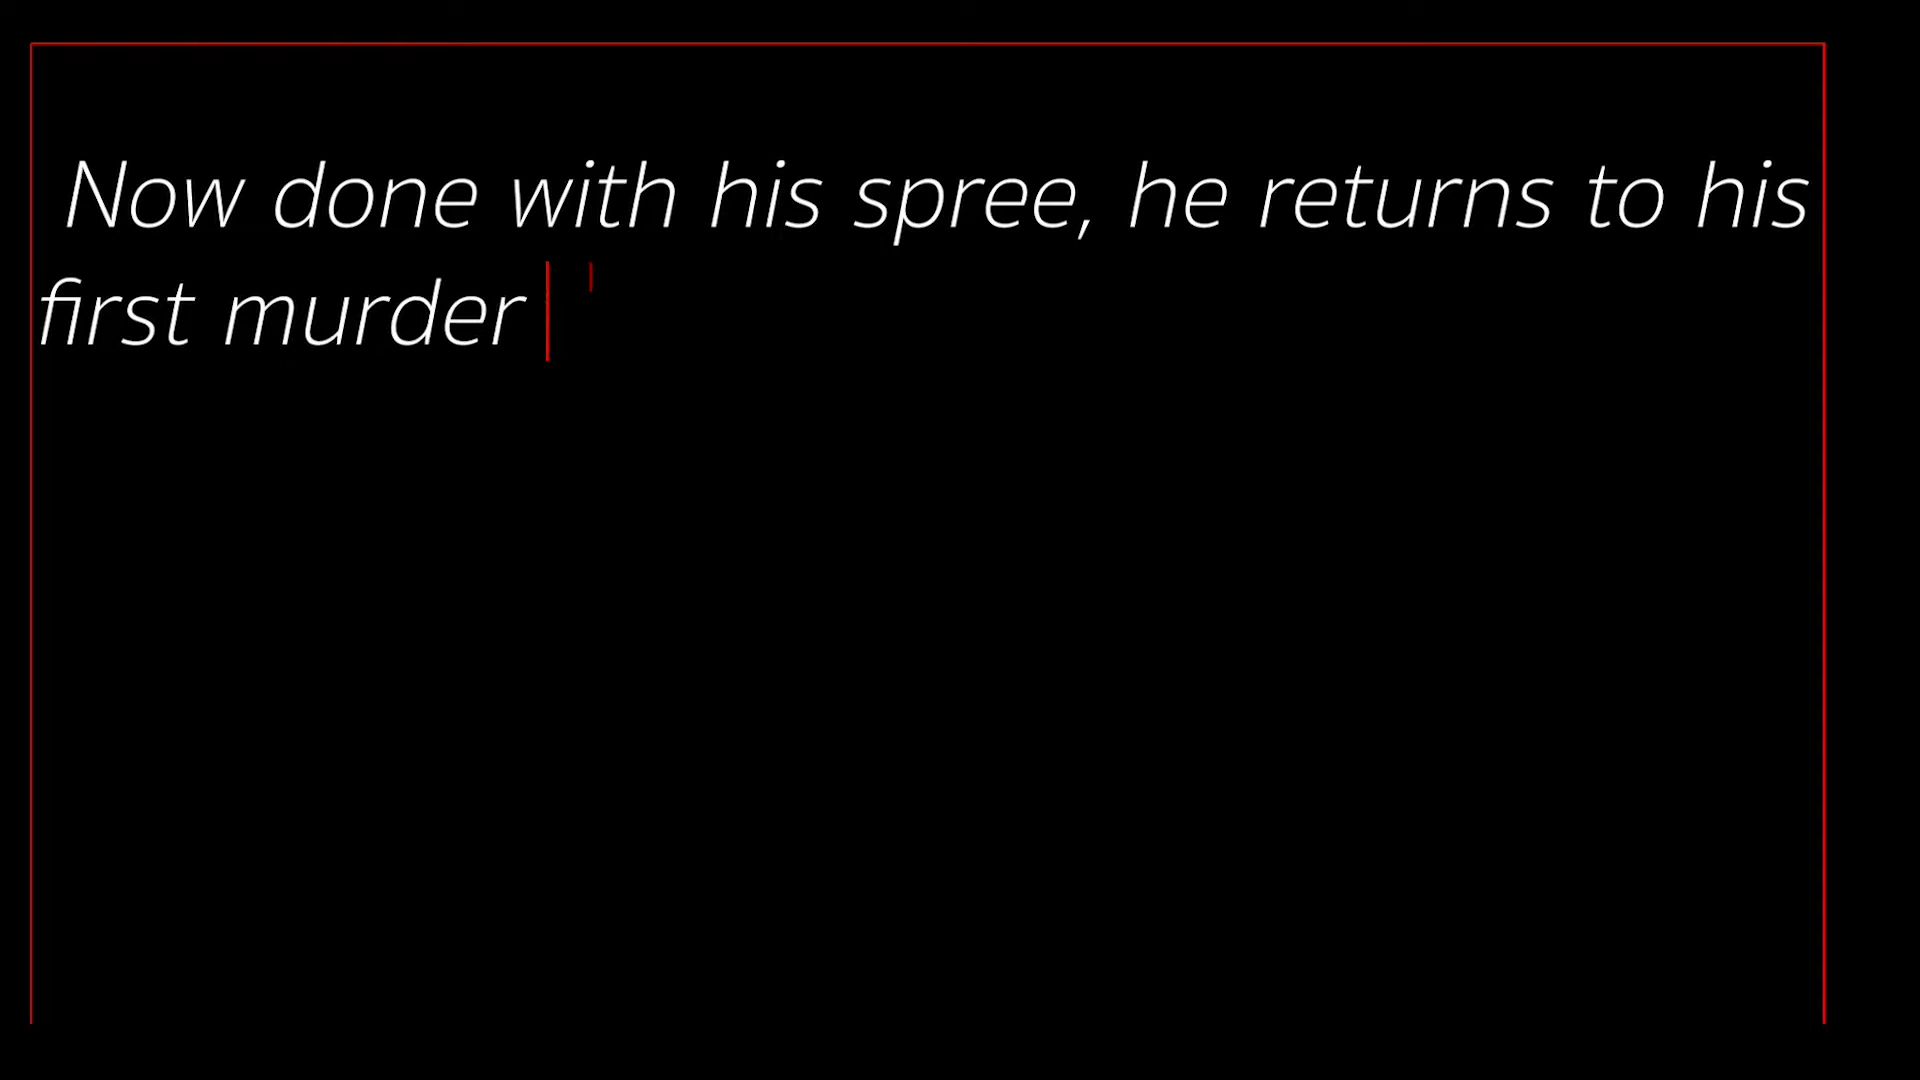 Now done with his spree, he returns to his
first murder